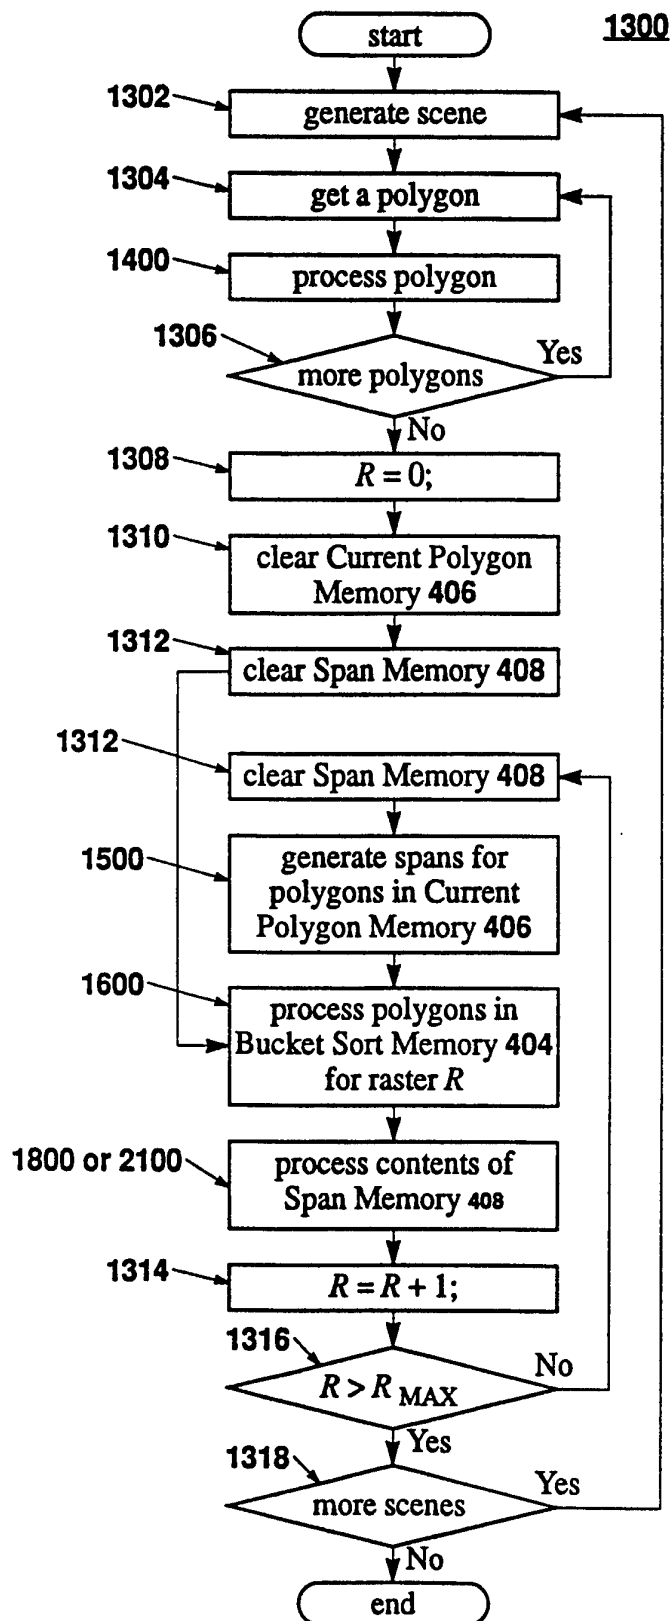 1300
start
1302
generate scene
1304
get a polygon
1400
process polygon
1306
more polygons
Yes
No
1308
R = 0;
1310
clear Current Polygon
Memory 406
1312
clear Span Memory 408
1312
clear Span Memory 408
1500
generate spans for
polygons in Current
Polygon Memory 406
1600
process polygons in
Bucket Sort Memory 404
for raster R
1800 or 2100
process contents of
Span Memory 408
1314
R = R + 1;
1316
R > R MAX
No
Yes
1318
more scenes
Yes
No
end